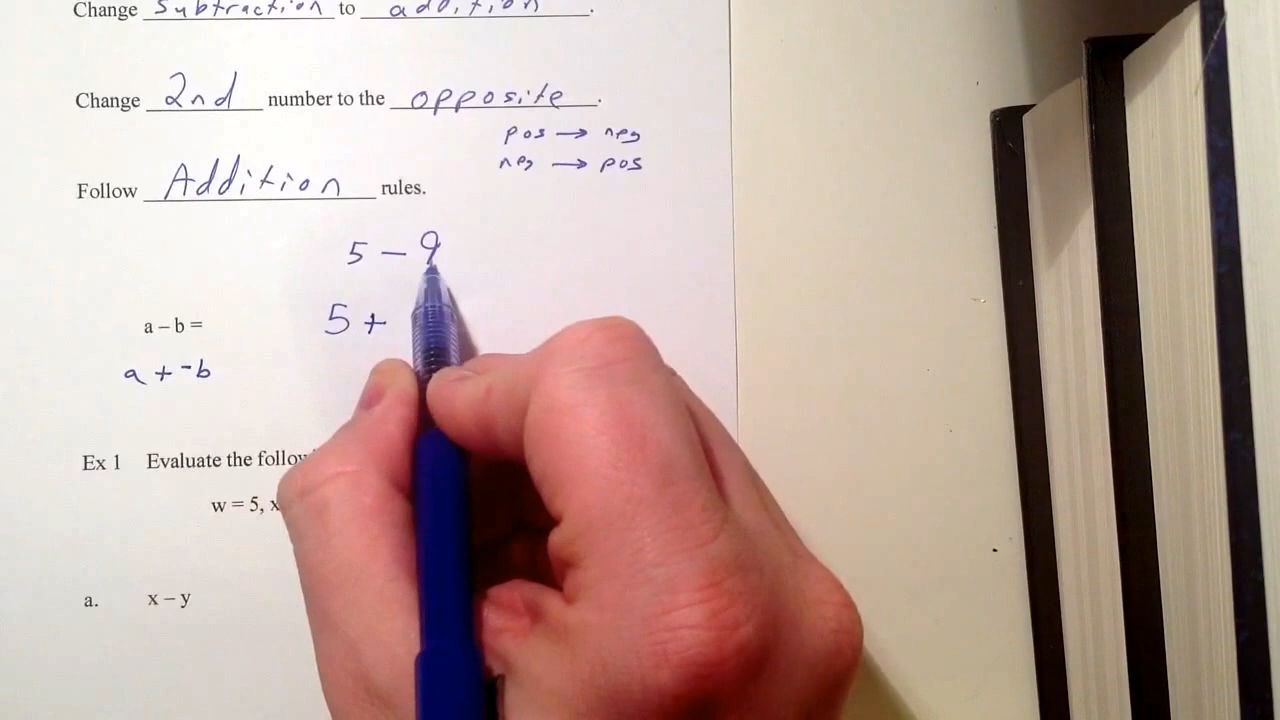 Change subtraction to addition.
Change 2nd number to the opposite.
pos → neg
neg → pos
Follow Addition rules.
5 – 9
a – b = 5 +
a + -b
Ex 1 Evaluate the
w = 5, x
a. x – y